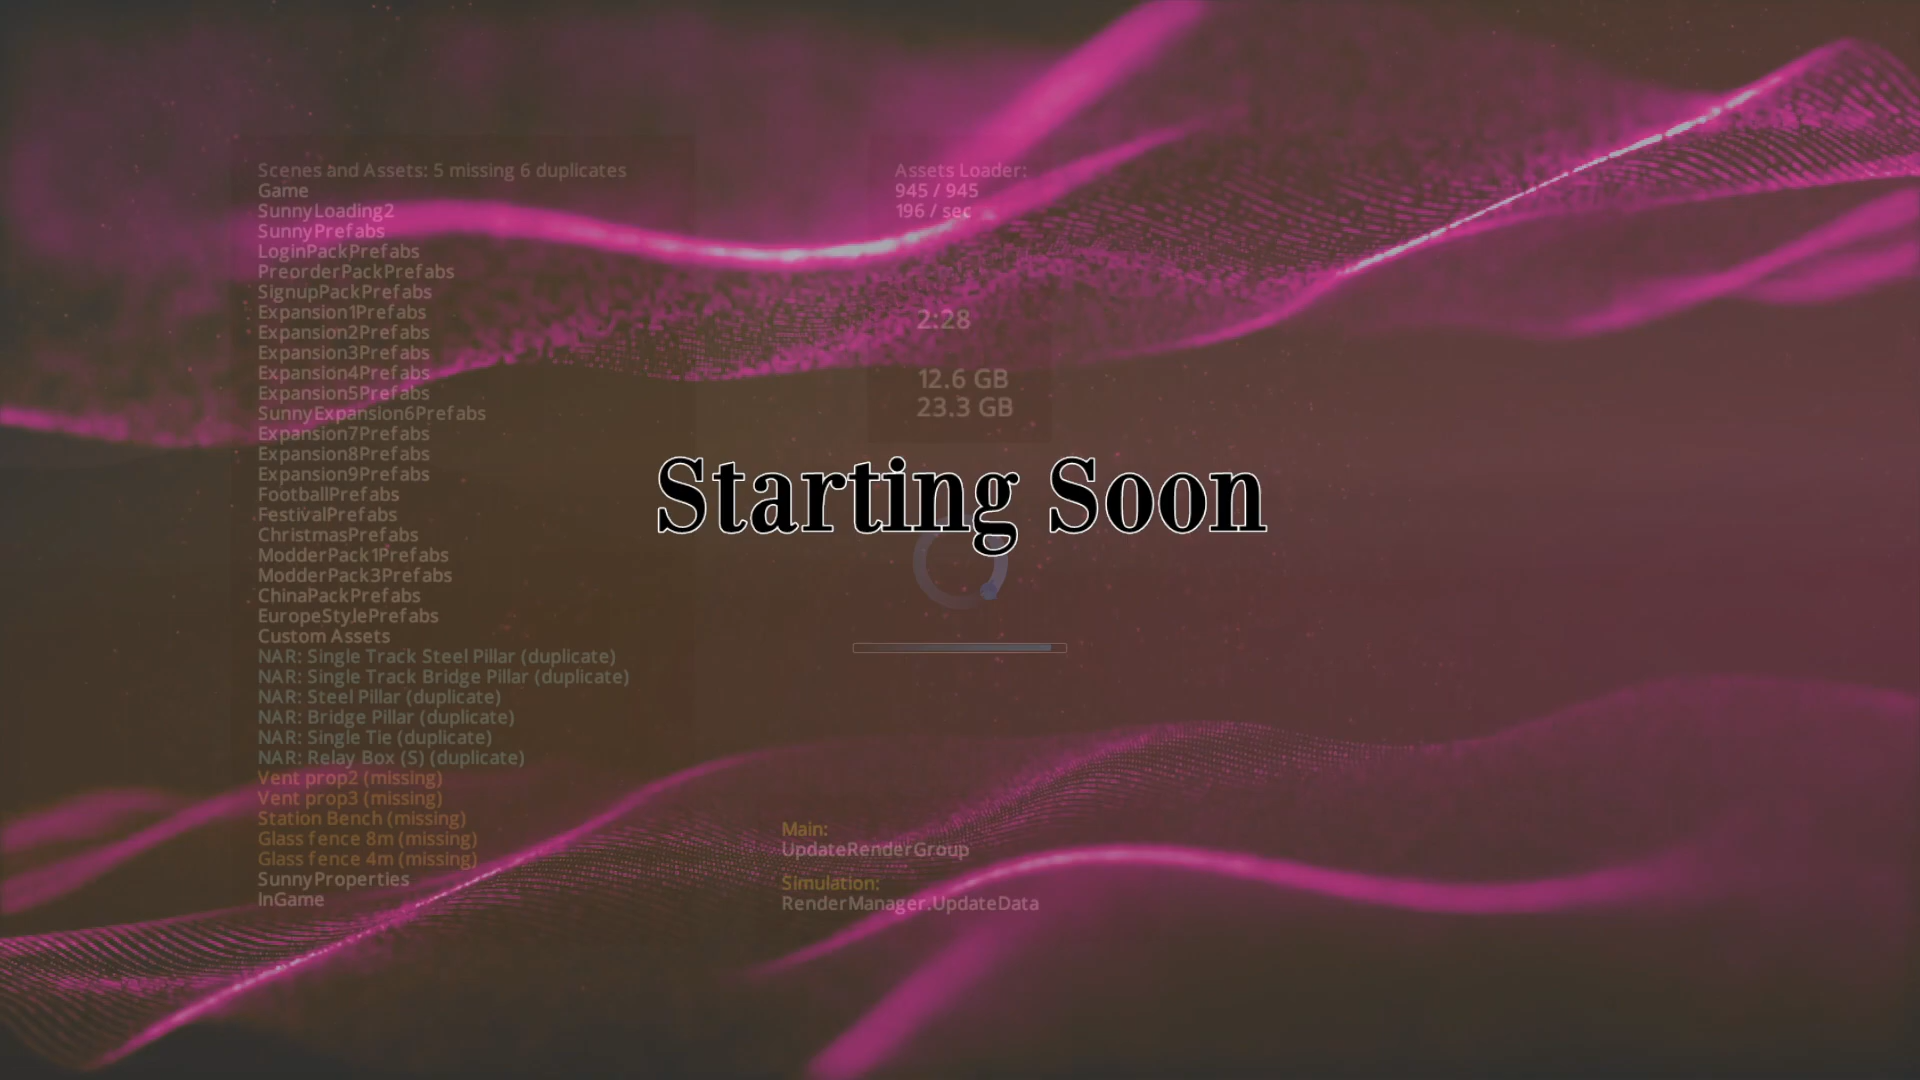 Scenes and Assets: 5 missing 6 duplicates
Game
SunnyLoading2
SunnyPrefabs
LoginPackPrefabs
PreorderPackPrefabs
SignupPackPrefabs
Expansion1Prefabs
Expansion2Prefabs
Expansion3Prefabs
Expansion4Prefabs
Expansion5Prefabs
SunnyExpansion6Prefabs
Expansion7Prefabs
Expansion8Prefabs
Expansion9Prefabs
FootballPrefabs
FestivalPrefabs
ChristmasPrefabs
ModderPack1Prefabs
ModderPack3Prefabs
ChinaPackPrefabs
EuropeStylePrefabs
Custom Assets
NAR: Single Track Steel Pillar (duplicate)
NAR: Single Track Bridge Pillar (duplicate)
NAR: Steel Pillar (duplicate)
NAR: Bridge Pillar (duplicate)
NAR: Single Tie (duplicate)
NAR: Relay Box (S) (duplicate)
Vent prop2 (missing)
Vent prop3 (missing)
Station Bench (missing)
Glass fence 8m (missing)
Glass fence 4m (missing)
SunnyProperties
InGame
Assets Loader:
945 / 945
196 / sec
2:28
12.6 GB
23.3 GB
Starting Soon
Main:
UpdateRenderGroup
Simulation:
RenderManager.UpdateData